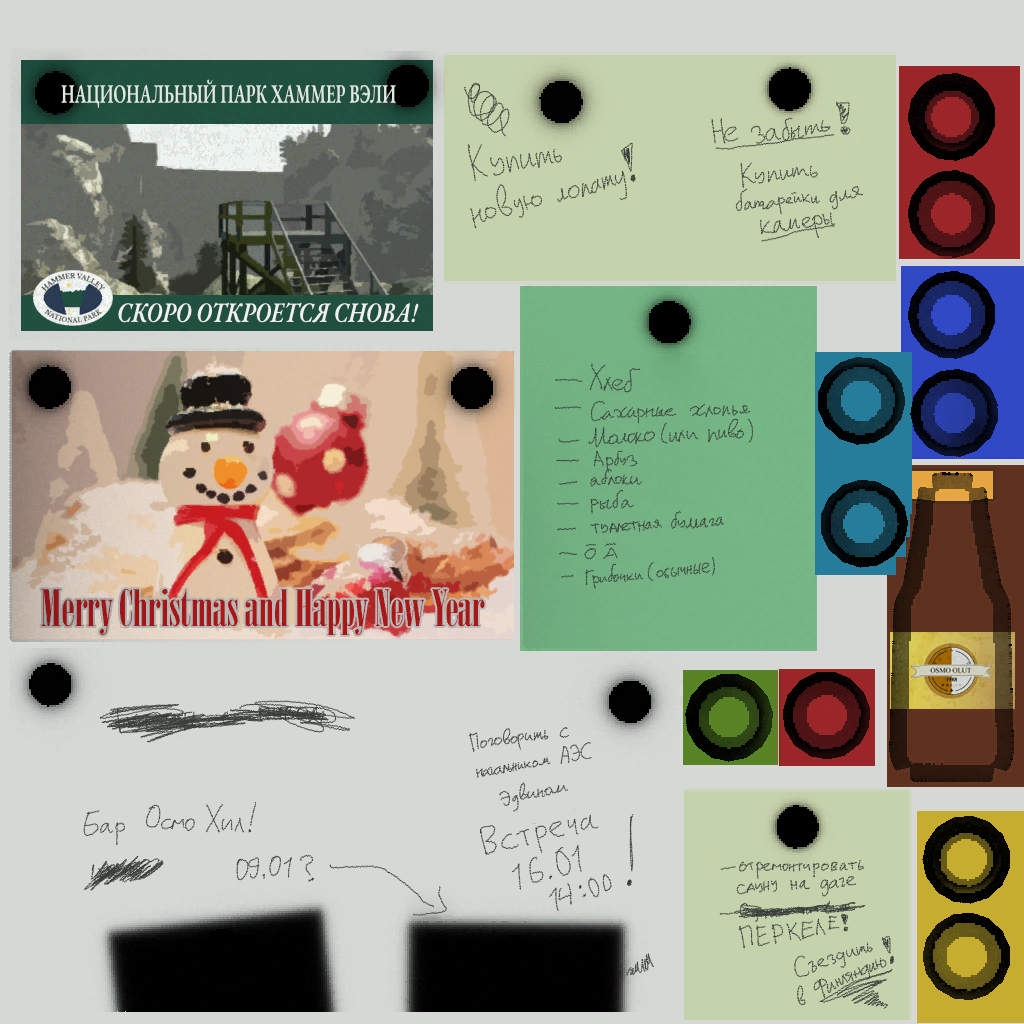 НАЦИОНАЛЬНЫЙ ПАРК ХАММЕР ВЭЛИ
HAMMER VALLEY
NATIONAL PARK
СКОРО ОТКРОЕТСЯ СНОВА!
Купить
новую лопату!
Не забыть!
Купить
батарейки для
камеры
Merry Christmas and Happy New Year
— Хлеб
— Сахарные хлопья
— Молоко (или пиво)
— Арбуз
— яблоки
— рыба
— туалетная бумага
— О А
— Грибочки (обычные)
OSMO OLUT
Бар Осмо Хил!
09.01?
Поговорить с
начальником АЭС
Эдвином
Встреча
16.01
14:00!
— отремонтировать
сауну на даче
ПЕРКЕЛЕ!
Съездить
в Финляндию!